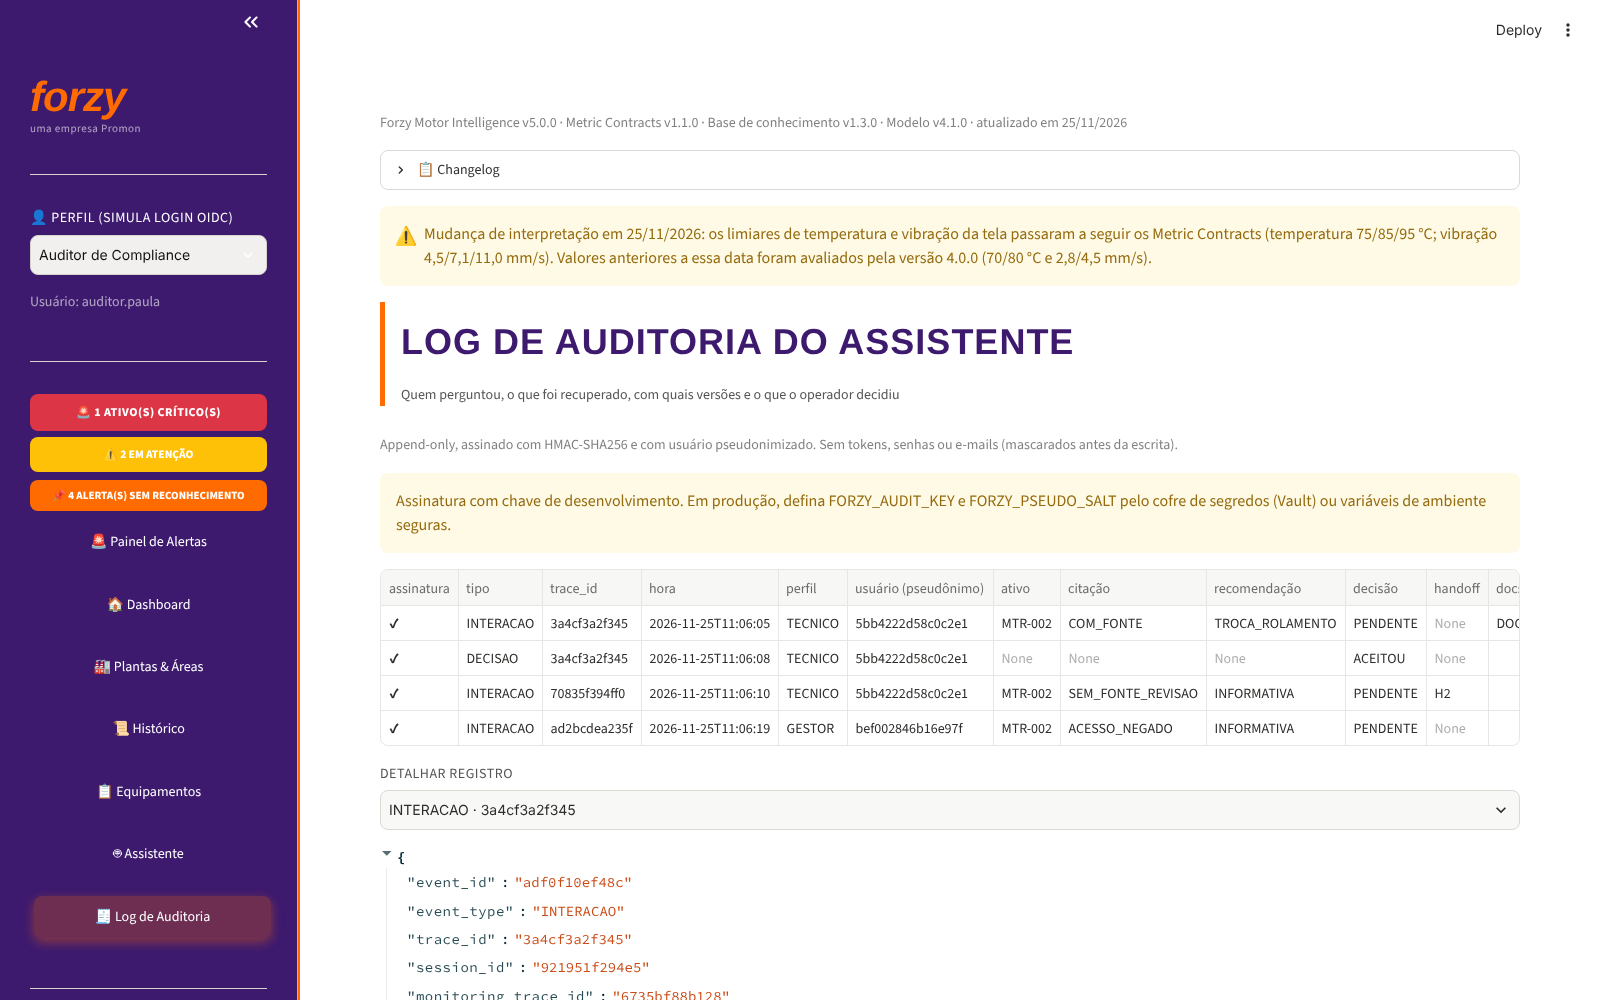 forzy
uma empresa Promon
PERFIL (SIMULA LOGIN OIDC)
Auditor de Compliance
Usuário: auditor.paula
1 ATIVO(S) CRÍTICO(S)
2 EM ATENÇÃO
4 ALERTA(S) SEM RECONHECIMENTO
Painel de Alertas
Dashboard
Plantas & Áreas
Histórico
Equipamentos
Assistente
Log de Auditoria
Deploy
Forzy Motor Intelligence v5.0.0 · Metric Contracts v1.1.0 · Base de conhecimento v1.3.0 · Modelo v4.1.0 · atualizado em 25/11/2026
Changelog
Mudança de interpretação em 25/11/2026: os limiares de temperatura e vibração da tela passaram a seguir os Metric Contracts (temperatura 75/85/95 °C; vibração
4,5/7,1/11,0 mm/s). Valores anteriores a essa data foram avaliados pela versão 4.0.0 (70/80 °C e 2,8/4,5 mm/s).
LOG DE AUDITORIA DO ASSISTENTE
Quem perguntou, o que foi recuperado, com quais versões e o que o operador decidiu
Append-only, assinado com HMAC-SHA256 e com usuário pseudonimizado. Sem tokens, senhas ou e-mails (mascarados antes da escrita).
Assinatura com chave de desenvolvimento. Em produção, defina FORZY_AUDIT_KEY e FORZY_PSEUDO_SALT pelo cofre de segredos (Vault) ou variáveis de ambiente
seguras.
assinatura tipo trace_id hora perfil usuário (pseudônimo) ativo citação recomendação decisão handoff doc
✓ INTERACAO 3a4cf3a2f345 2026-11-25T11:06:05 TECNICO 5bb4222d58c0c2e1 MTR-002 COM_FONTE TROCA_ROLAMENTO PENDENTE None DOC
✓ DECISAO 3a4cf3a2f345 2026-11-25T11:06:08 TECNICO 5bb4222d58c0c2e1 None None None ACEITOU None
✓ INTERACAO 70835f394ff0 2026-11-25T11:06:10 TECNICO 5bb4222d58c0c2e1 MTR-002 SEM_FONTE_REVISAO INFORMATIVA PENDENTE H2
✓ INTERACAO ad2bcdea235f 2026-11-25T11:06:19 GESTOR bef002846b16e97f MTR-002 ACESSO_NEGADO INFORMATIVA PENDENTE None
DETALHAR REGISTRO
INTERACAO · 3a4cf3a2f345
{
"event_id" : "adf0f10ef48c"
"event_type" : "INTERACAO"
"trace_id" : "3a4cf3a2f345"
"session_id" : "921951f294e5"
"monitoring_trace_id" : "6735bf88b128"